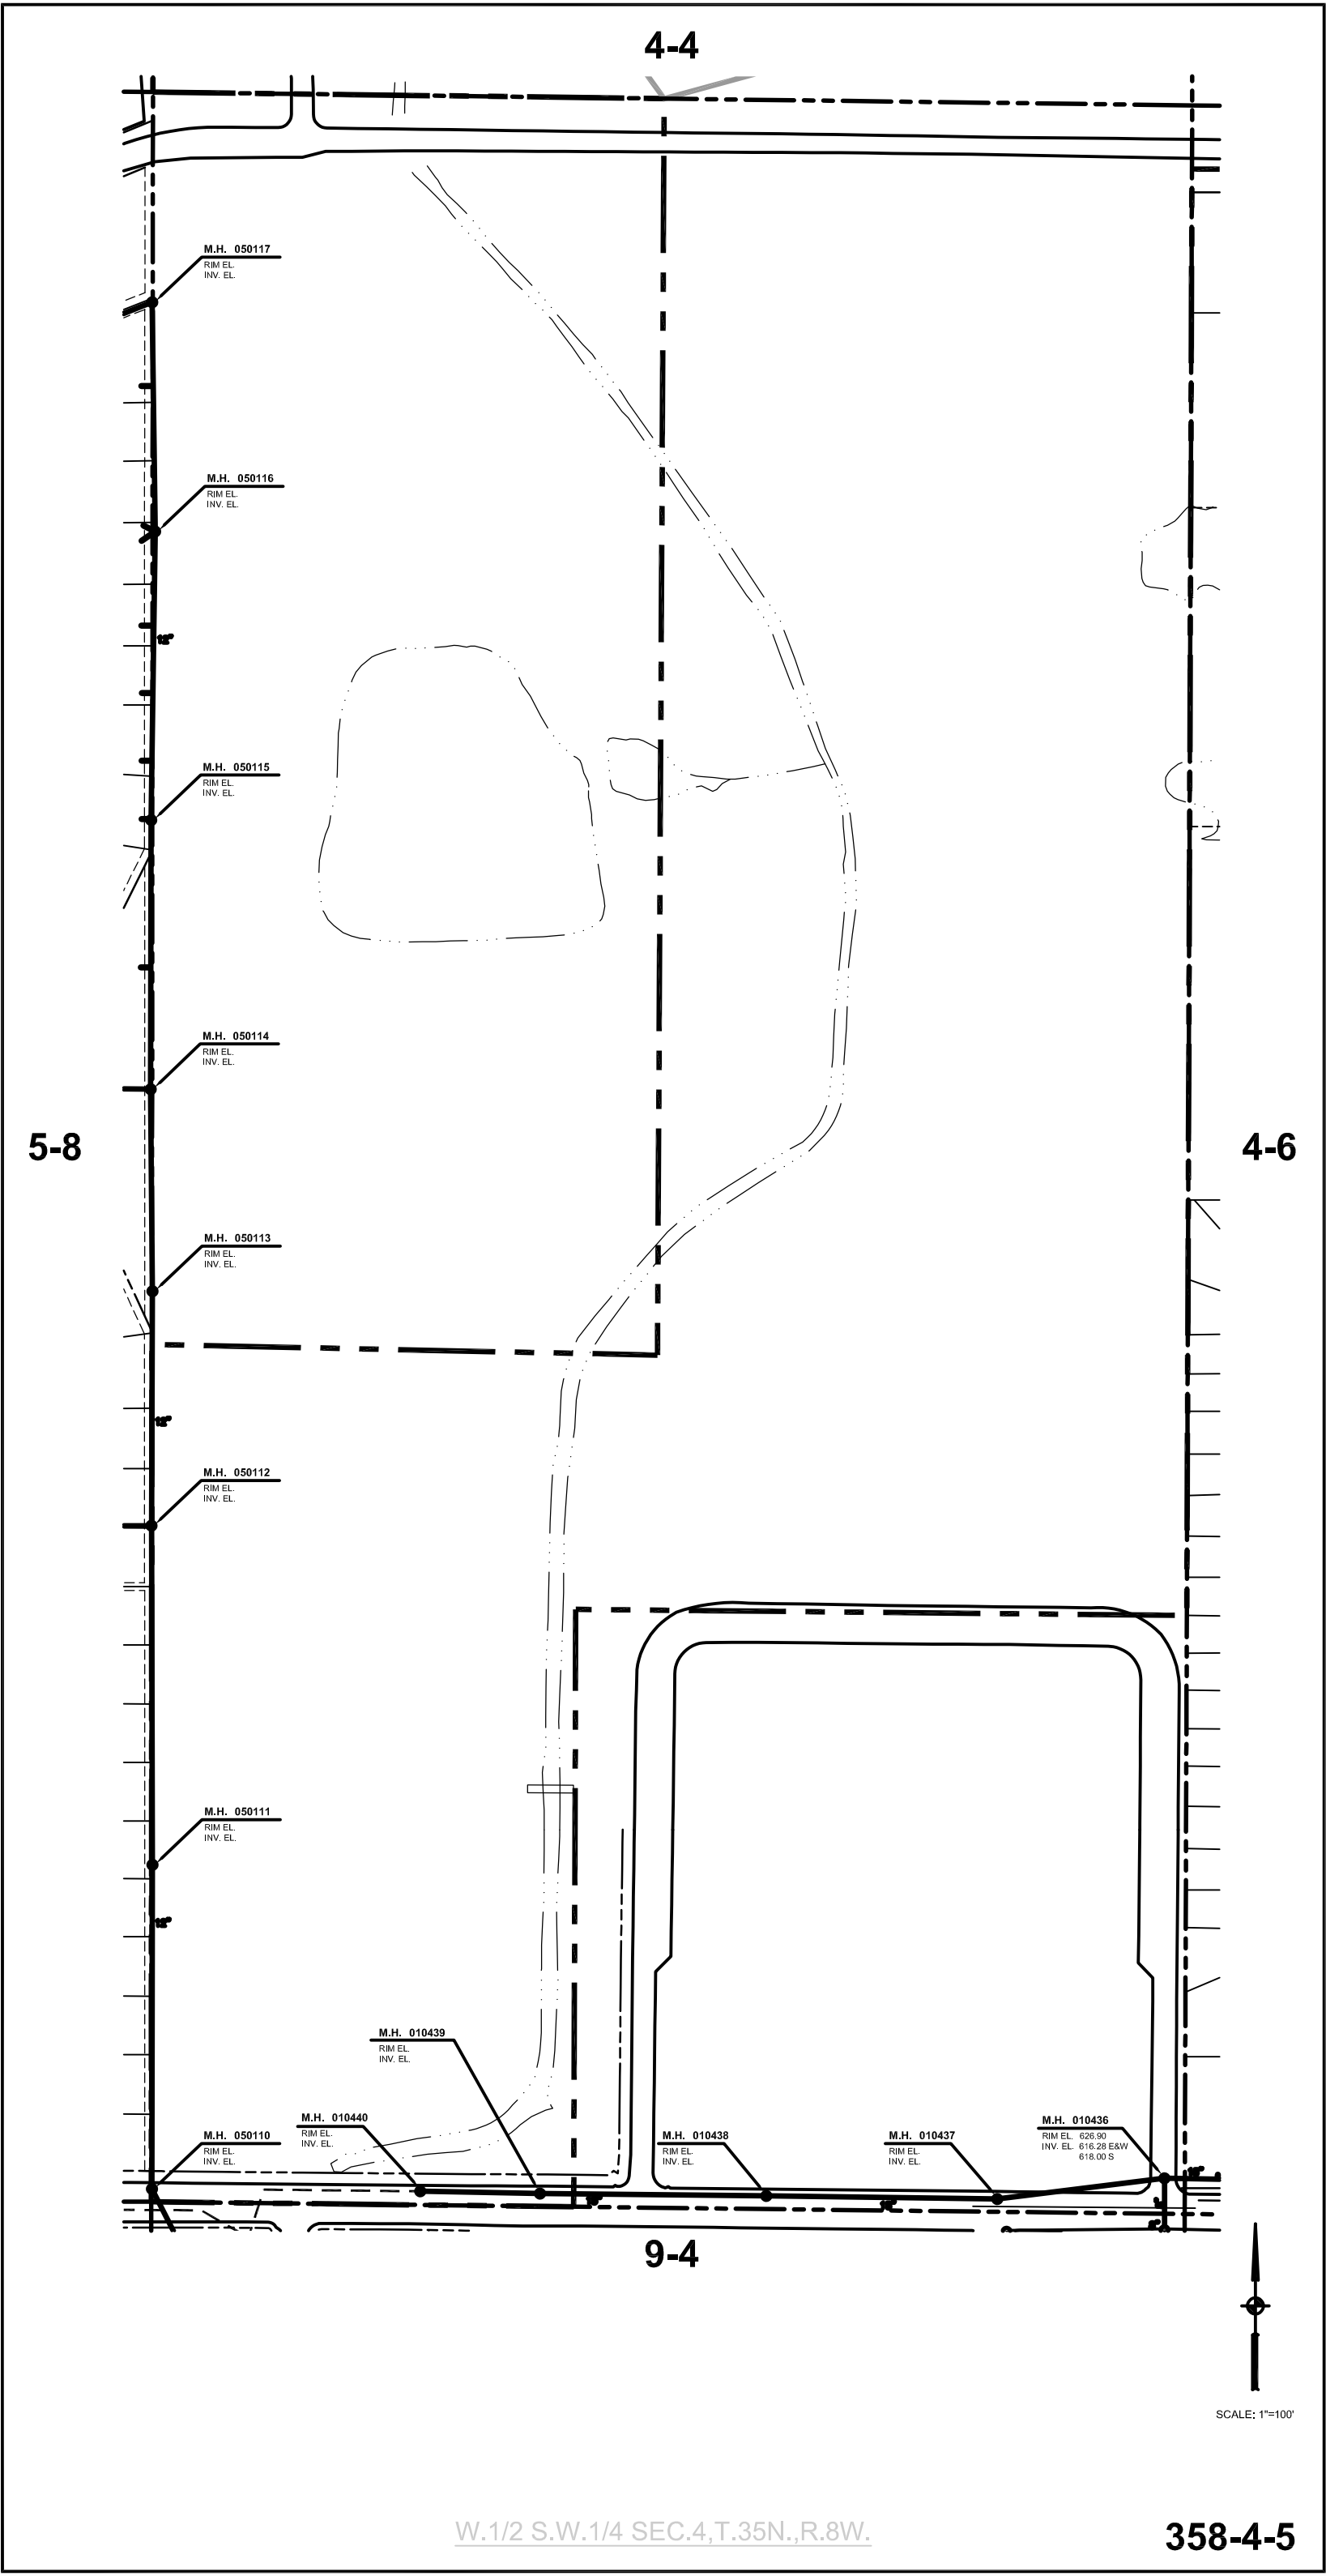 4-4
M.H. 050117
RIM EL.
INV. EL.
M.H. 050116
RIM EL.
INV. EL.
12"
M.H. 050115
RIM EL.
INV. EL.
M.H. 050114
RIM EL.
INV. EL.
5-8
4-6
M.H. 050113
RIM EL.
INV. EL.
12"
M.H. 050112
RIM EL.
INV. EL.
M.H. 050111
RIM EL.
INV. EL.
12"
M.H. 010439
RIM EL.
INV. EL.
M.H. 010440
RIM EL.
INV. EL.
M.H. 010436
RIM EL. 626.90
INV. EL. 616.28 E&W
618.00 S
M.H. 050110
RIM EL.
INV. EL.
M.H. 010438
RIM EL.
INV. EL.
M.H. 010437
RIM EL.
INV. EL.
9-4
SCALE: 1"=100'
W.1/2 S.W.1/4 SEC.4,T.35N.,R.8W.
358-4-5